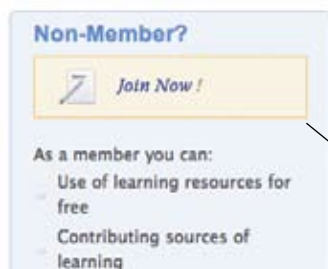 Non-Member?
Join Now !
As a member you can:
Use of learning resources for
free
Contributing sources of
learning